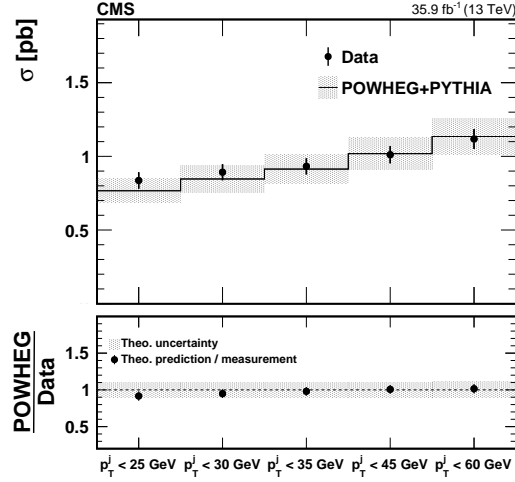 CMS 35.9 fb⁻¹ (13 TeV)
σ [pb]
Data
POWHEG+PYTHIA
1.5
1
0.5
POWHEG
Data
Theo. uncertainty
Theo. prediction / measurement
1.5
1
0.5
p_T^j < 25 GeV p_T^j < 30 GeV p_T^j < 35 GeV p_T^j < 45 GeV p_T^j < 60 GeV